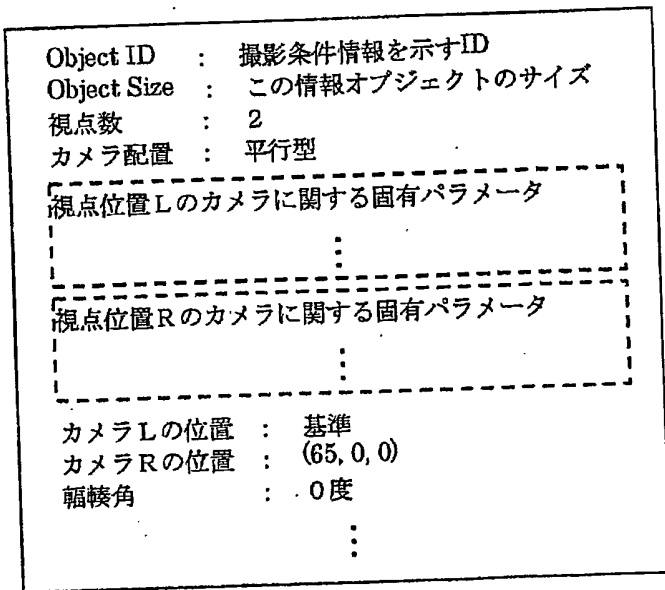 Object ID : 撮影条件情報を示すID
Object Size : この情報オブジェクトのサイズ
視点数 : 2
カメラ配置 : 平行型
視点位置Lのカメラに関する固有パラメータ
⋮
視点位置Rのカメラに関する固有パラメータ
⋮
カメラLの位置 : 基準
カメラRの位置 : (65, 0, 0)
輻輳角 : 0度
⋮